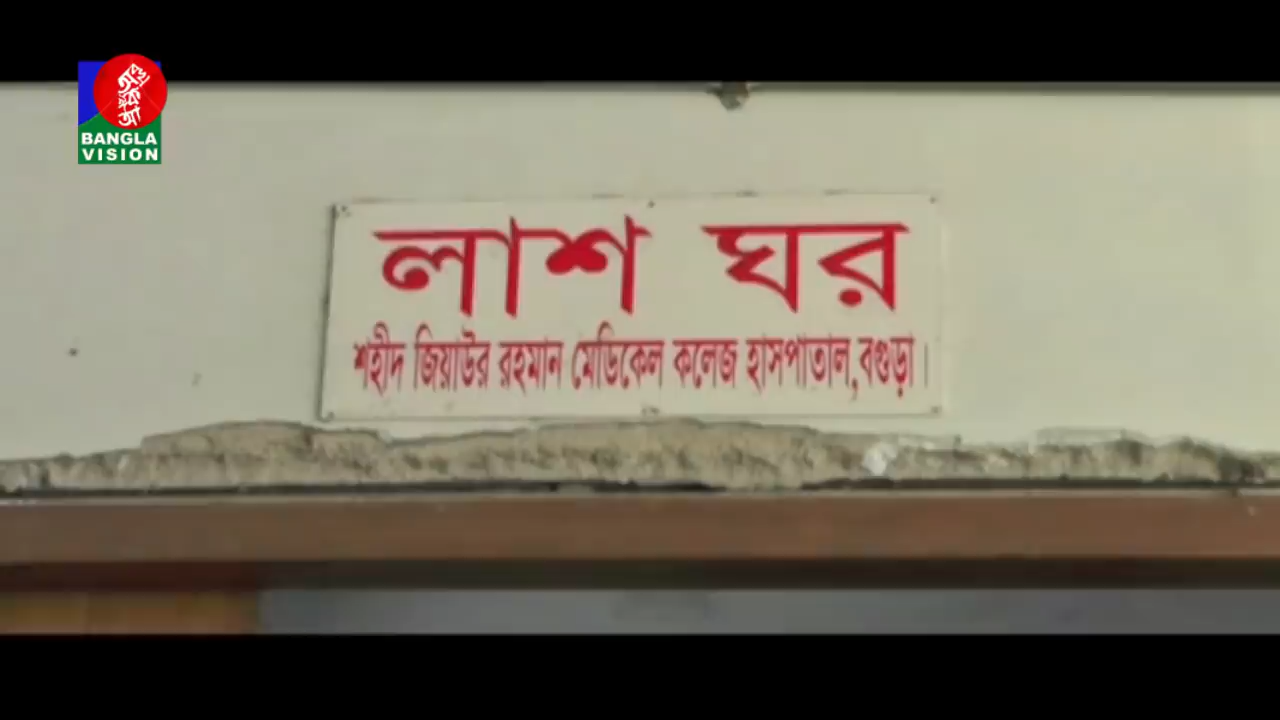 BANGLA
VISION
লাশ ঘর
শহীদ জিয়াউর রহমান মেডিকেল কলেজ হাসপাতাল,বগুড়া।